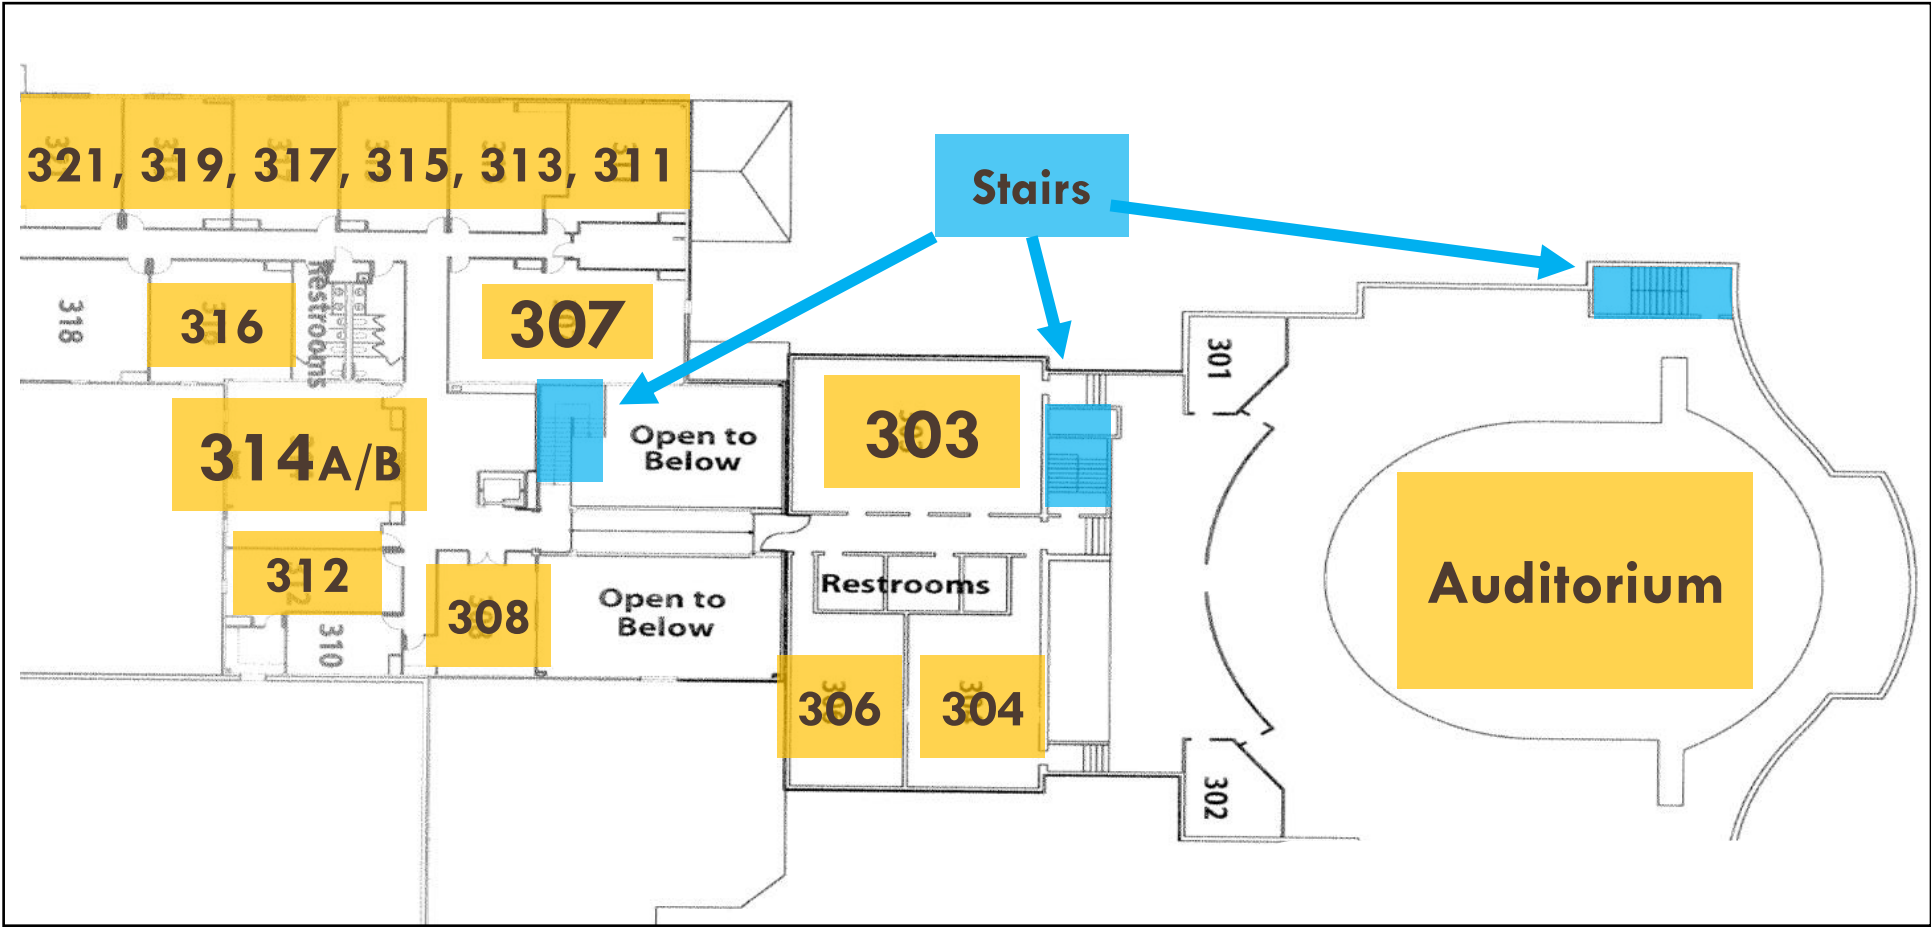 321, 319, 317, 315, 313, 311
Stairs
318
316
Restrooms
307
301
314 A/B
Open to
Below
303
312
308
310
Open to
Below
Restrooms
306
304
Auditorium
302